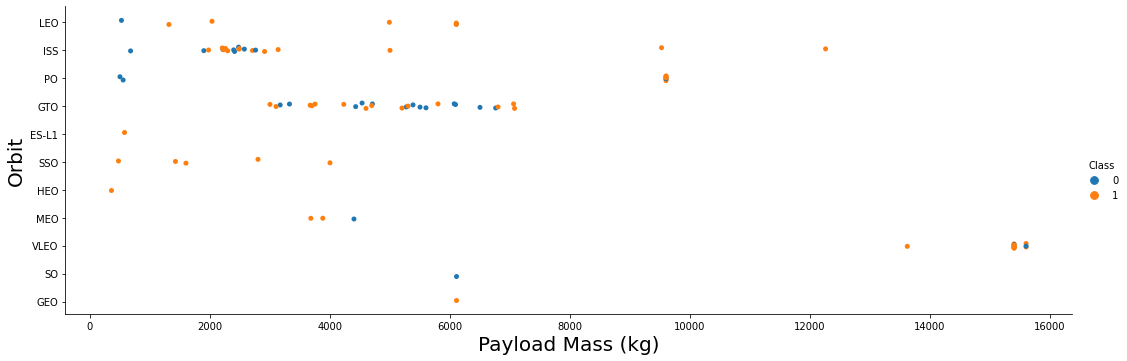 LEO
ISS
PO
GTO
ES-L1
SSO
HEO
MEO
VLEO
SO
GEO
Orbit
0 2000 4000 6000 8000 10000 12000 14000 16000
Payload Mass (kg)
Class
0
1